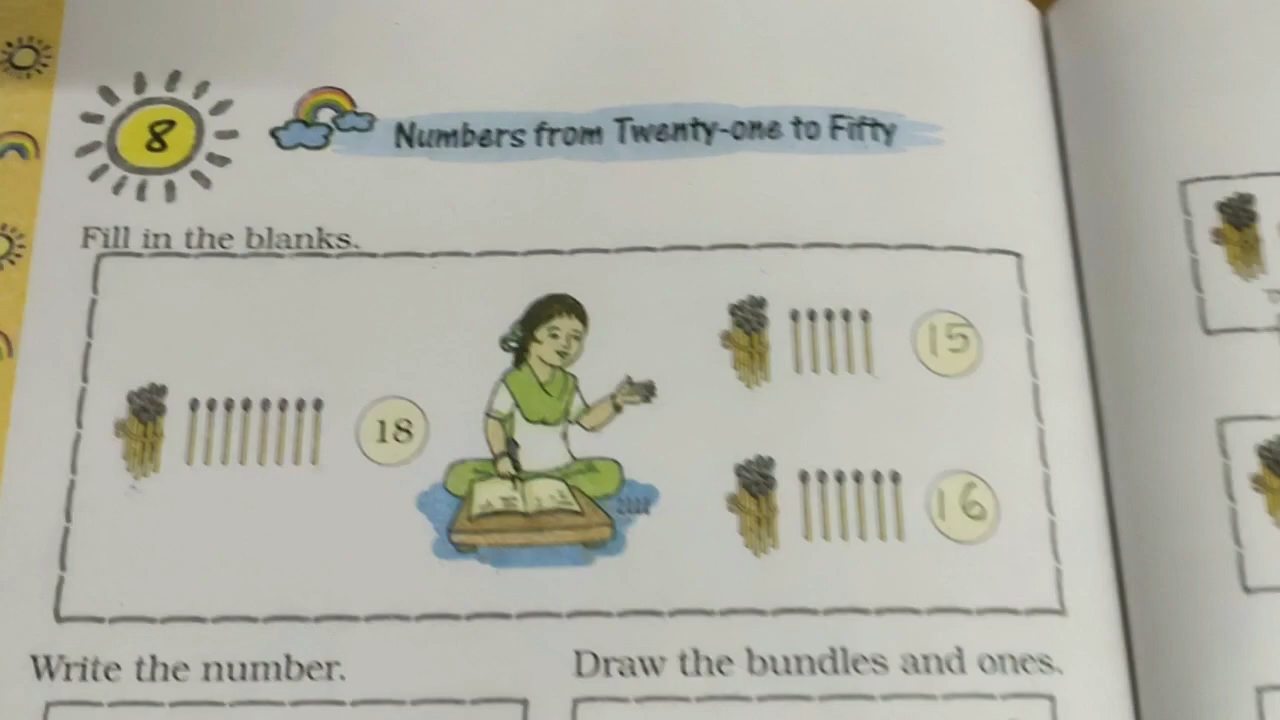 8
Numbers from Twenty-one to Fifty
Fill in the blanks.
15
18
16
Write the number.
Draw the bundles and ones.